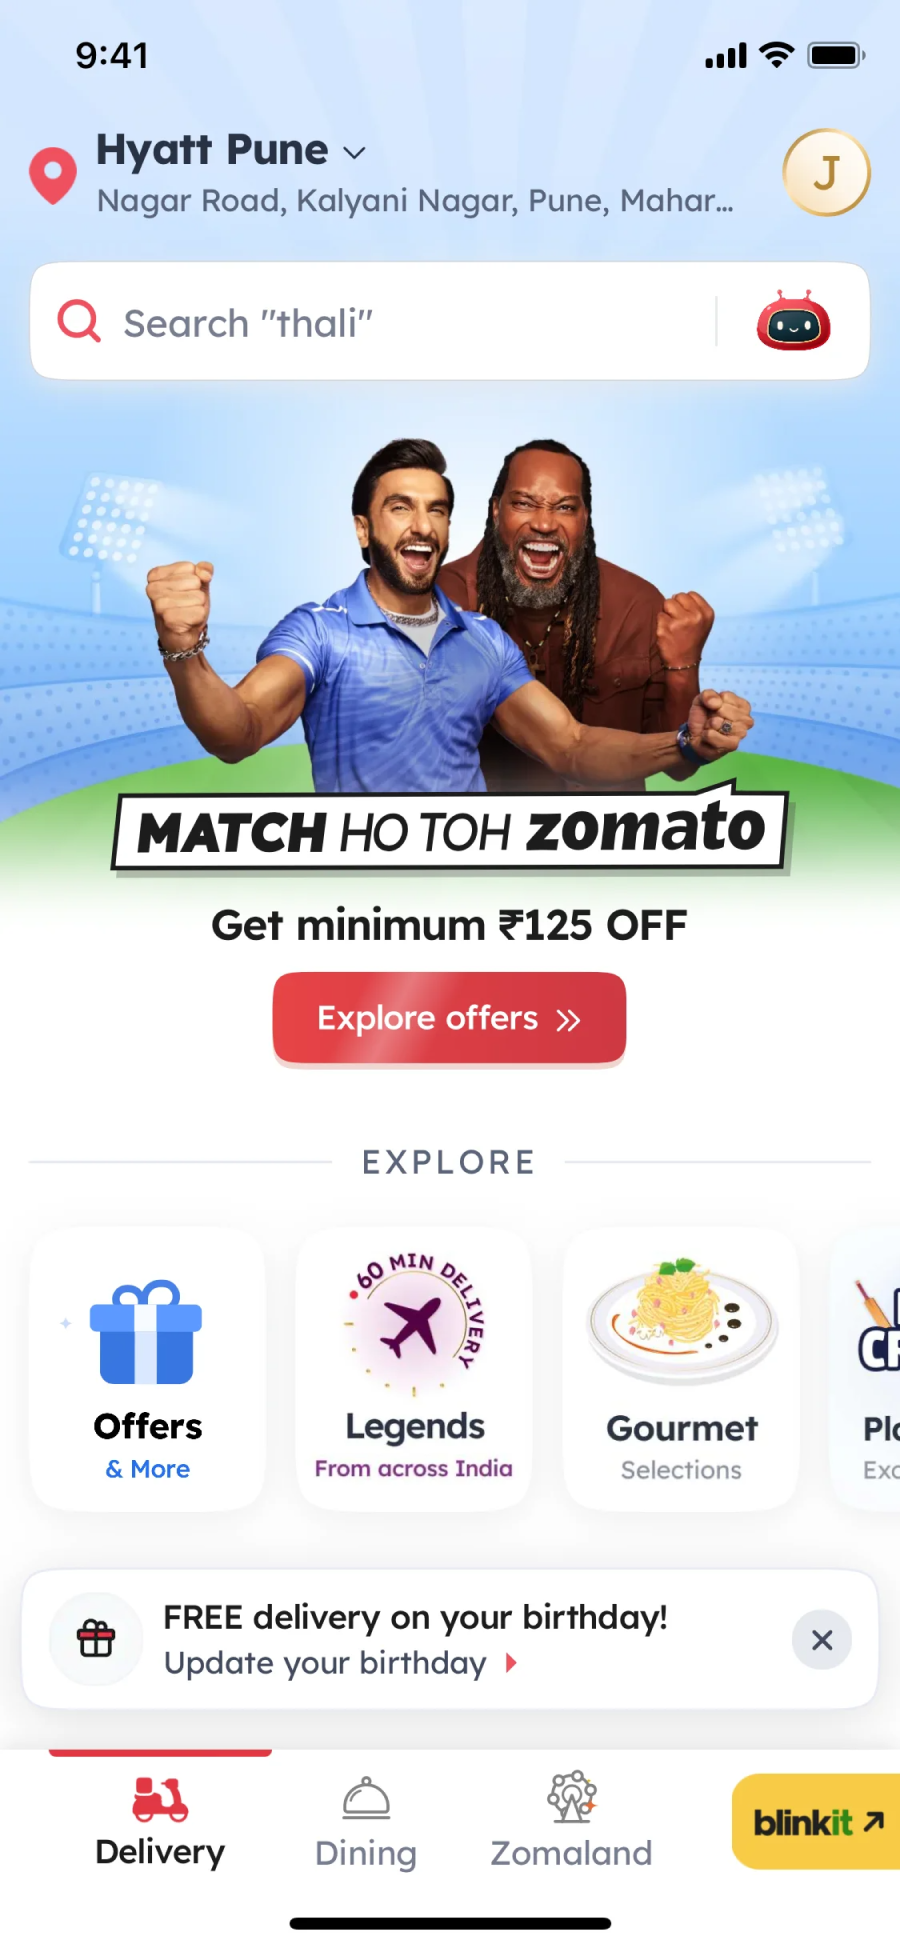 9:41
Hyatt Pune
Nagar Road, Kalyani Nagar, Pune, Mahar...
J
Search "thali"
MATCH HO TOH zomato
Get minimum ₹125 OFF
Explore offers
EXPLORE
Offers
& More
60 MIN DELIVERY
Legends
From across India
Gourmet
Selections
FREE delivery on your birthday!
Update your birthday
Delivery
Dining
Zomaland
blinkit